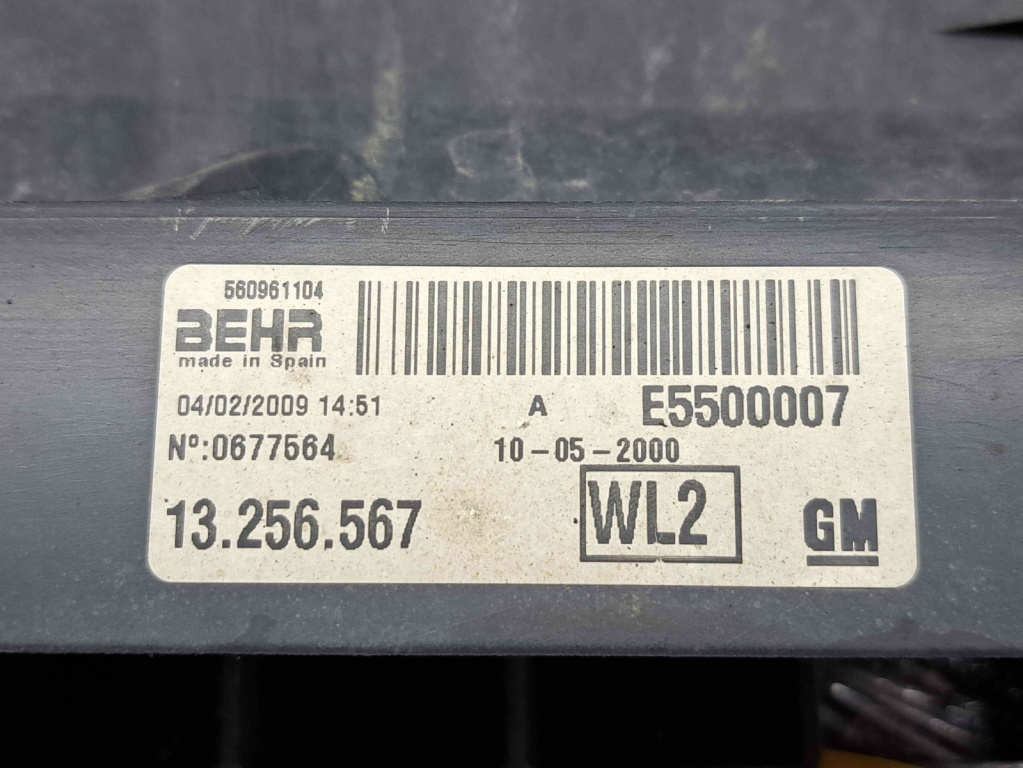 560961104
BEHR
made in Spain
04/02/2009 14:51 A E5500007
Nº:0677564 10-05-2000
13.256.567 WL2 GM